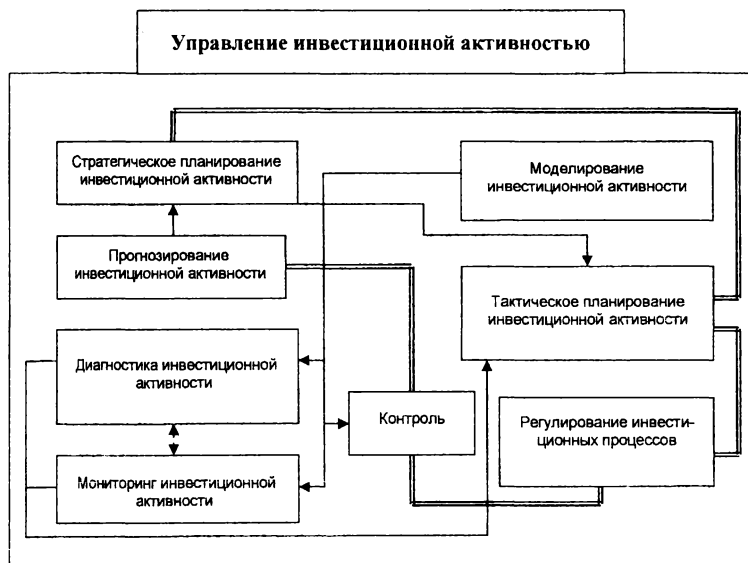 Управление инвестиционной активностью
Стратегическое планирование
инвестиционной активности
Моделирование
инвестиционной активности
Прогнозирование
инвестиционной активности
Тактическое планирование
инвестиционной активности
Диагностика инвестиционной
активности
Контроль
Регулирование инвести-
ционных процессов
Мониторинг инвестиционной
активности